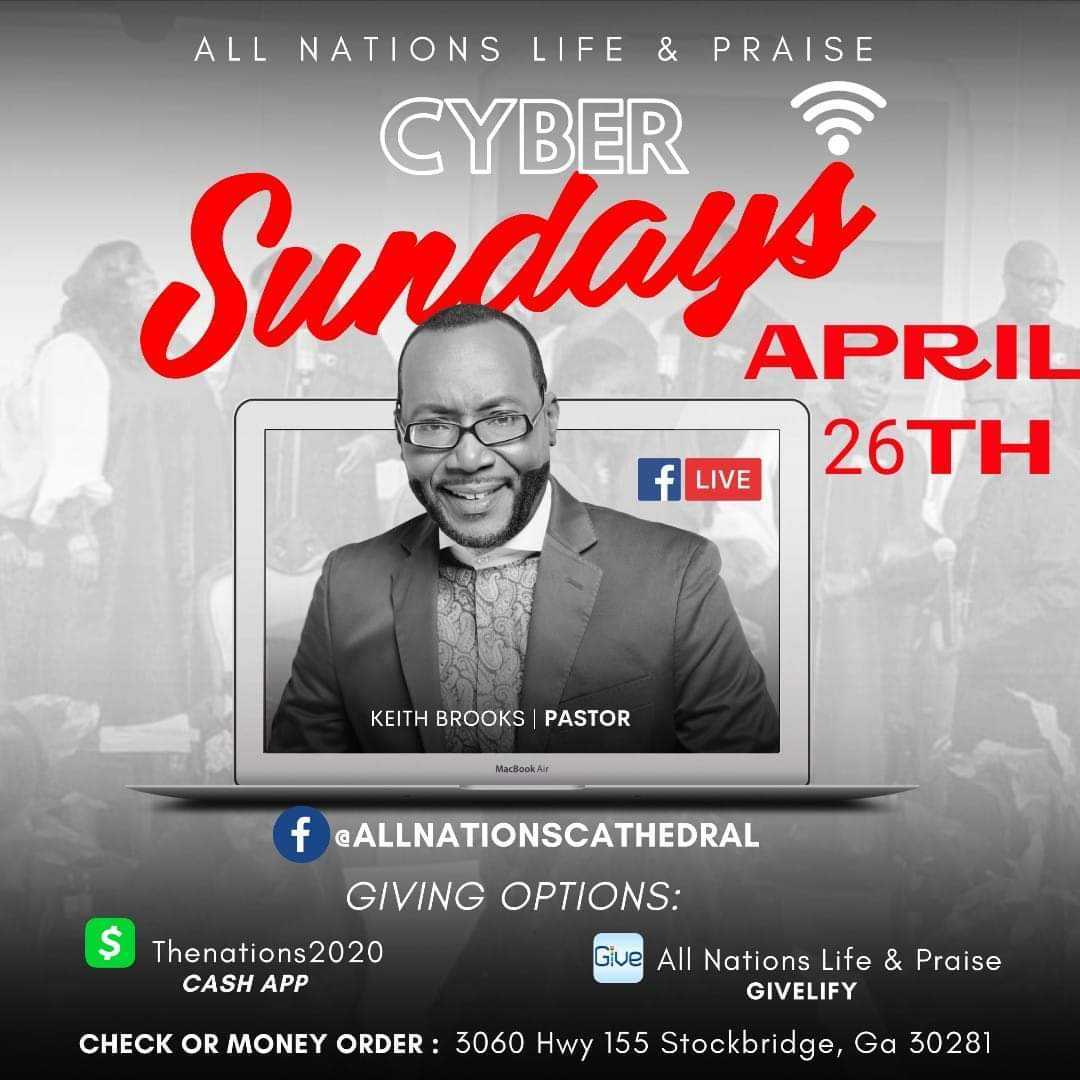 ALL NATIONS LIFE & PRAISE
CYBER
Sundays
APRIL
26TH
f LIVE
KEITH BROOKS | PASTOR
MacBook Air
f @ALLNATIONSCATHEDRAL
GIVING OPTIONS:
$ Thenations2020
CASH APP
Give All Nations Life & Praise
GIVELIFY
CHECK OR MONEY ORDER : 3060 Hwy 155 Stockbridge, Ga 30281